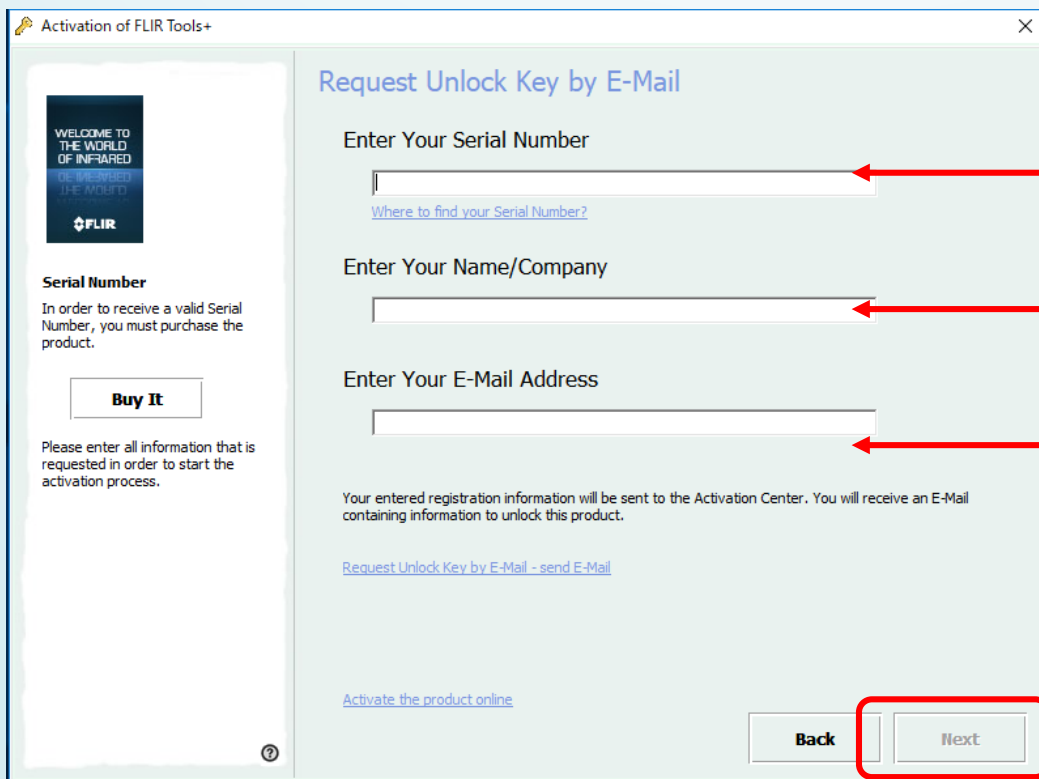 Activation of FLIR Tools+
WELCOME TO
THE WORLD
OF INFRARED
FLIR
Serial Number
In order to receive a valid Serial
Number, you must purchase the
product.
Buy It
Please enter all information that is
requested in order to start the
activation process.
Request Unlock Key by E-Mail
Enter Your Serial Number
Where to find your Serial Number?
Enter Your Name/Company
Enter Your E-Mail Address
Your entered registration information will be sent to the Activation Center. You will receive an E-Mail
containing information to unlock this product.
Request Unlock Key by E-Mail - send E-Mail
Activate the product online
Back
Next